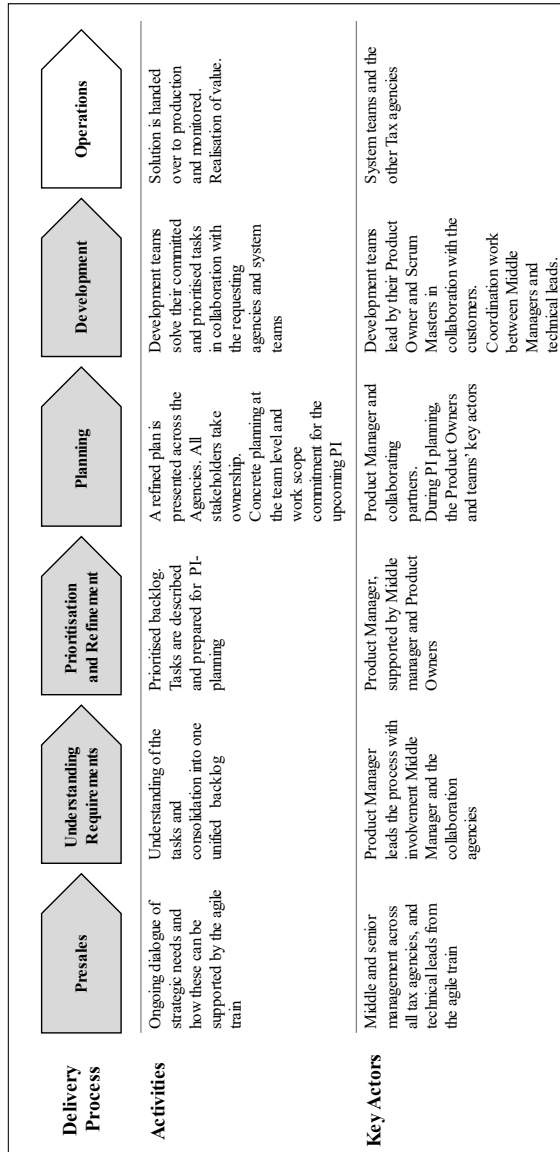 Delivery
Process
Presales
Understanding
Requirements
Prioritisation
and Refinement
Planning
Development
Operations
Activities
Ongoing dialogue of
strategic needs and
how these can be
supported by the agile
train
Understanding of the
tasks and
consolidation into one
unified backlog
Prioritised backlog.
Tasks are described
and prepared for PI-
planning
A refined plan is
presented across the
Agencies. All
stakeholders take
ownership.
Concrete planning at
the team level and
work scope
commitment for the
upcoming PI
Development teams
solve their committed
and prioritised tasks
in collaboration with
the requesting
agencies and system
teams
Solution is handed
over to production
and monitored.
Realisation of value.
Key Actors
Middle and senior
management across
all tax agencies, and
technical leads from
the agile train
Product Manager
leads the process with
involvement Middle
Manager and the
collaboration
agencies
Product Manager,
supported by Middle
manager and Product
Owners
Product Manager and
collaborating
partners.
During PI planning,
the Product Owners
and teams’ key actors
Development teams
lead by their Product
Owner and Scrum
Masters in
collaboration with the
customers.
Coordination work
between Middle
Managers and
technical leads.
System teams and the
other Tax agencies